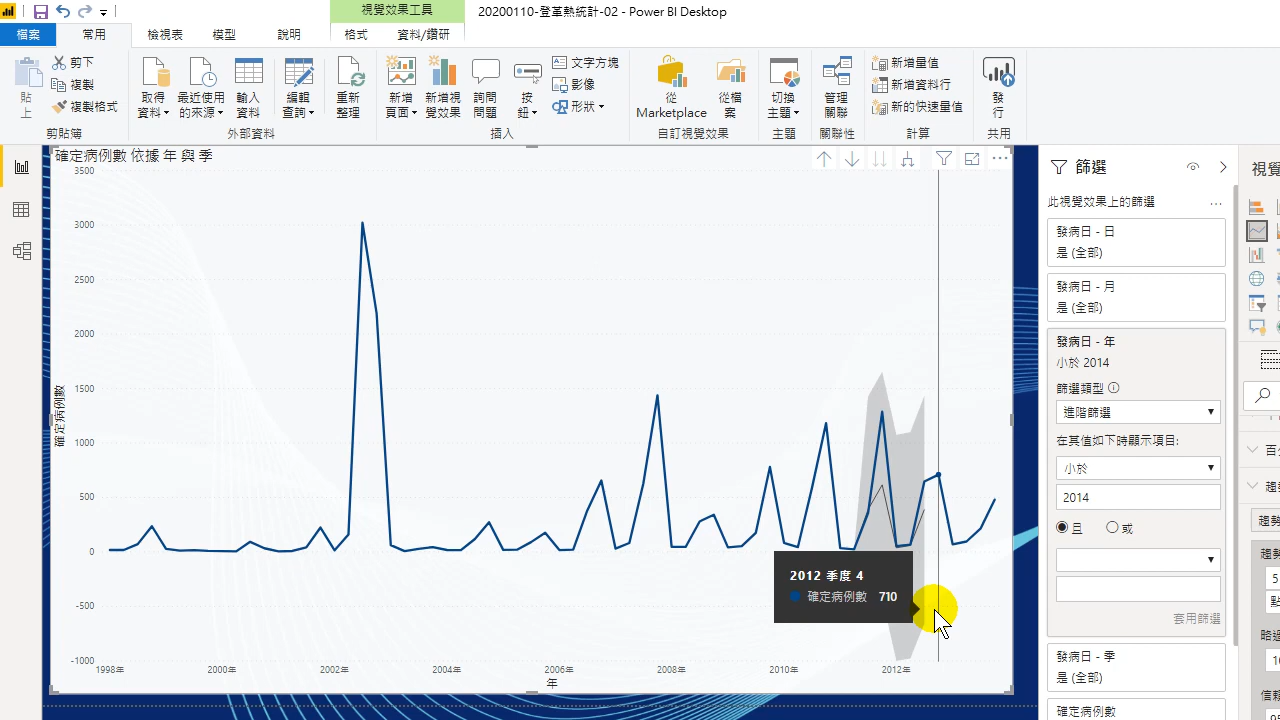 視覺效果工具
20200110-登革熱統計-02 - Power BI Desktop
檔案 常用 檢視表 模型 說明 格式 資料/鑽研
貼上
剪下
複製
複製格式
剪貼簿
取得資料
最近使用的來源
輸入資料
編輯查詢
重新整理
外部資料
新增頁面
新增視覺效果
詢問問題
按鈕
文字方塊
影像
形狀
插入
從 Marketplace
從檔案
自訂視覺效果
切換主題
主題
管理關聯
關聯性
新增量值
新增資料行
新的快速量值
計算
發行
共用
確定病例數 依據 年 與 季
3500
3000
2500
2000
1500
1000
500
0
-500
-1000
確定病例數
1998年 2000年 2002年 2004年 2006年 2008年 2010年 2012年
年
2012 季度 4
確定病例數 710
篩選
此視覺效果上的篩選
發病日 - 日
是 (全部)
發病日 - 月
是 (全部)
發病日 - 年
小於 2014
篩選類型
進階篩選
在其值如下時顯示項目:
小於
2014
且 或
套用篩選
發病日 - 季
是 (全部)
確定病例數
視覺